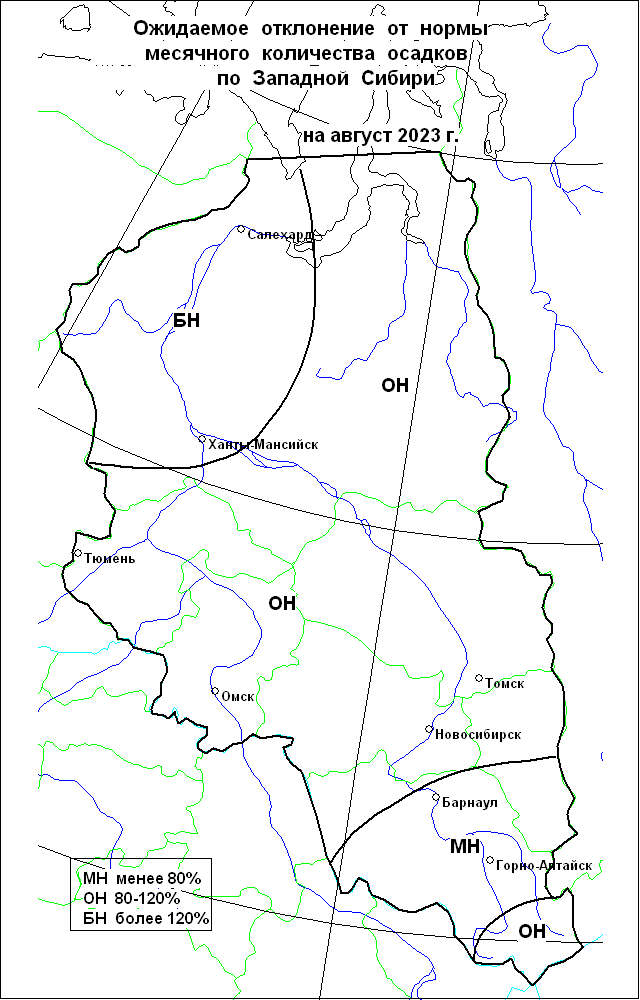 Ожидаемое отклонение от нормы
месячного количества осадков
по Западной Сибири
на август 2023 г.
Салехард
БН
ОН
Ханты-Мансийск
Тюмень
ОН
Томск
Омск
Новосибирск
Барнаул
МН
Горно-Алтайск
МН менее 80%
ОН 80-120%
БН более 120%
ОН